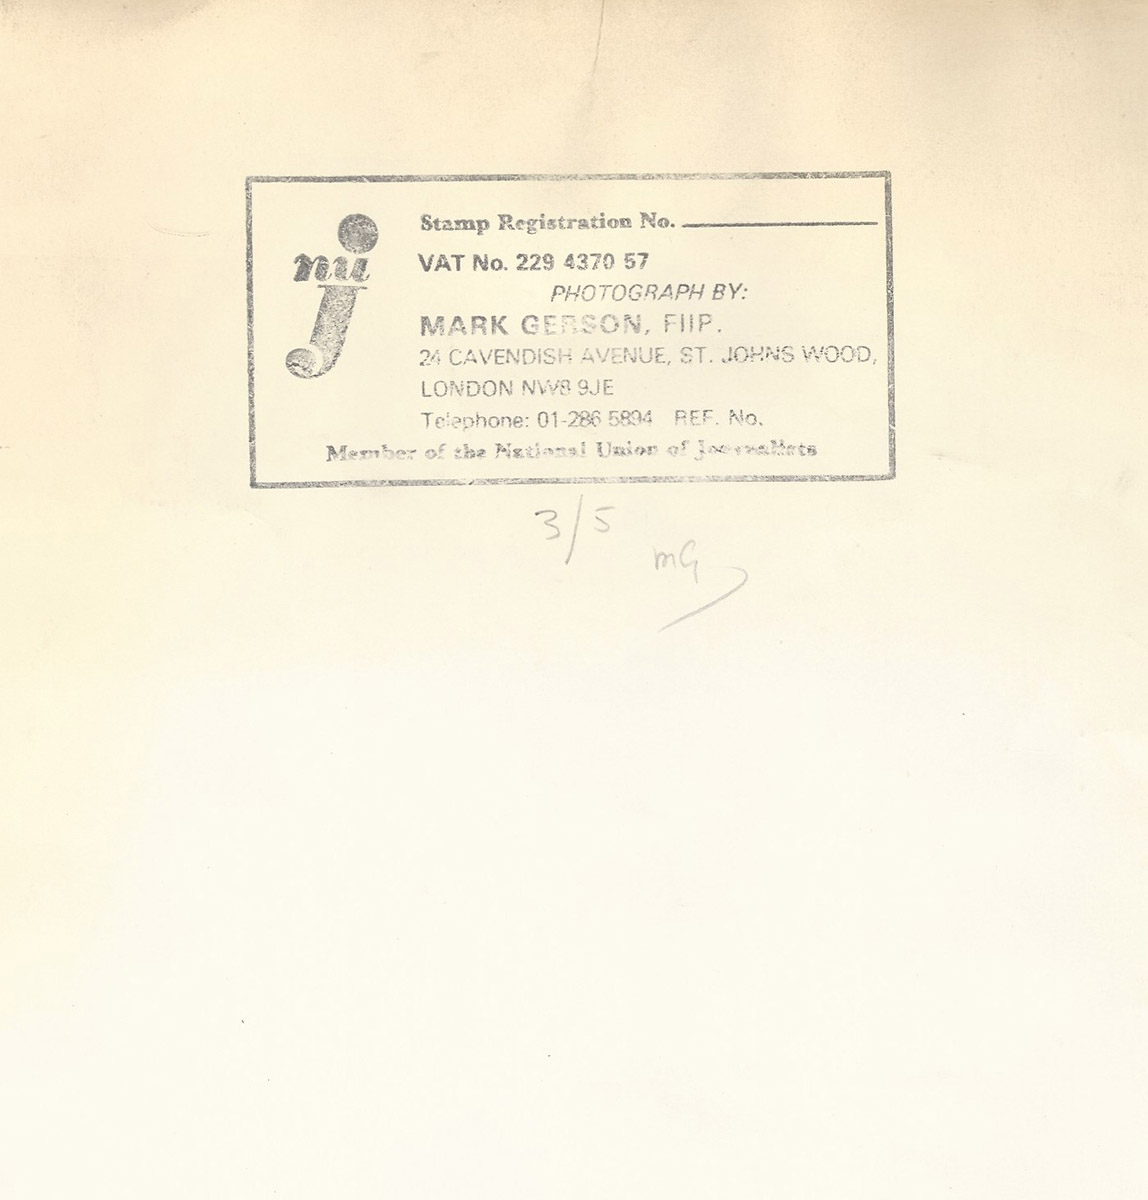 nuj
Stamp Registration No.
VAT No. 229 4370 57
PHOTOGRAPH BY:
MARK GERSON, FIIP.
24 CAVENDISH AVENUE, ST. JOHNS WOOD,
LONDON NW8 9JE
Telephone: 01-286 5894 REF. No.
Member of the National Union of Journalists
3/5
mG